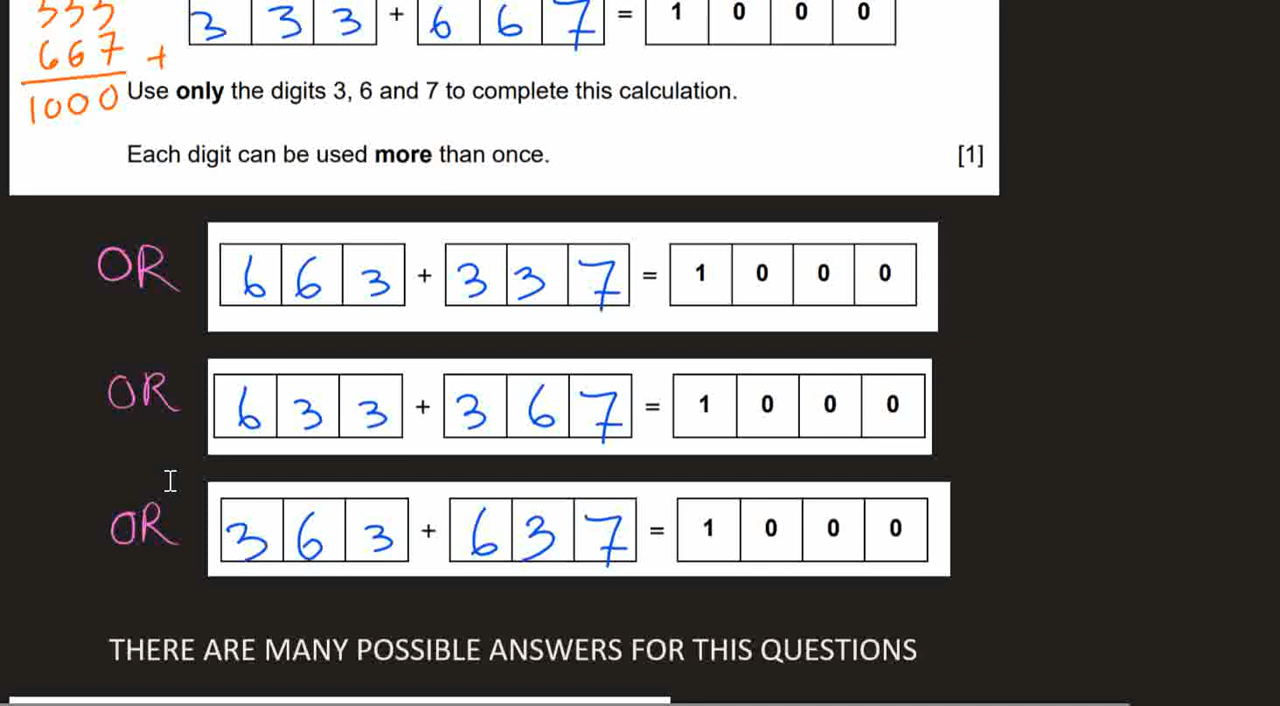 333
667 +
1000
3 3 3 + 6 6 7 = 1 0 0 0
Use only the digits 3, 6 and 7 to complete this calculation.
Each digit can be used more than once. [1]
OR 6 6 3 + 3 3 7 = 1 0 0 0
OR 6 3 3 + 3 6 7 = 1 0 0 0
OR 3 6 3 + 6 3 7 = 1 0 0 0
THERE ARE MANY POSSIBLE ANSWERS FOR THIS QUESTIONS